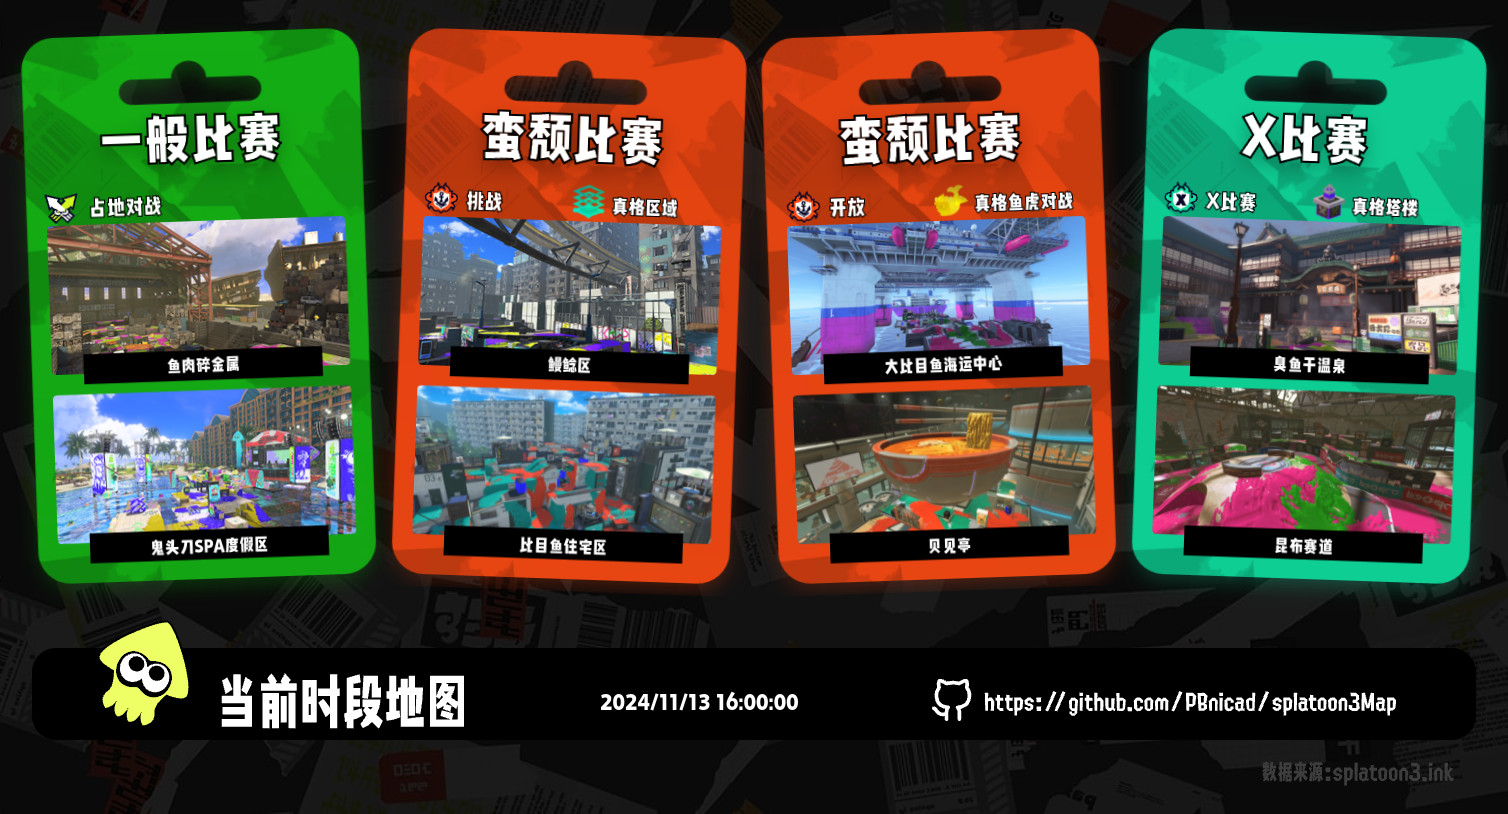 一般比赛
占地对战
鱼肉碎金属
鬼头刀SPA度假区
蛮颓比赛
挑战
真格区域
鳗鲶区
比目鱼住宅区
蛮颓比赛
开放
真格鱼虎对战
大比目鱼海运中心
贝见亭
X比赛
X比赛
真格塔楼
臭鱼干温泉
昆布赛道
当前时段地图
2024/11/13 16:00:00
https://github.com/PBnicad/splatoon3Map
数据来源:splatoon3.ink